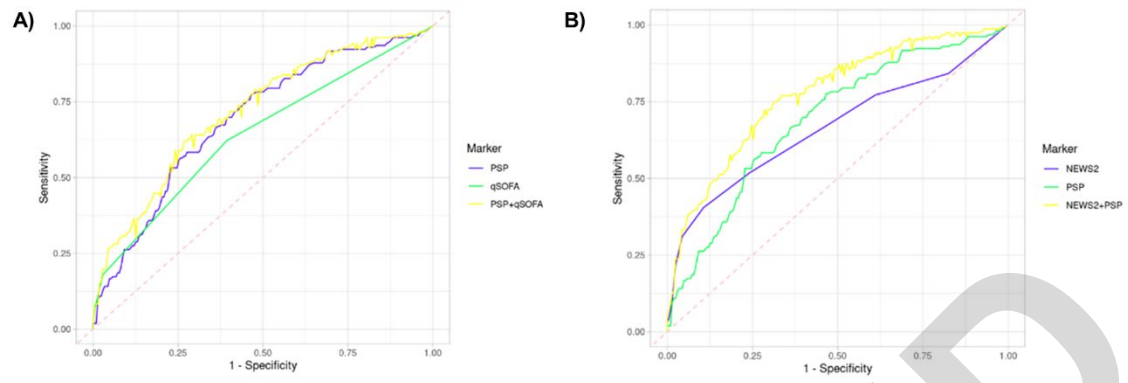 A)
1.00
0.75
0.50
0.25
0.00
Sensitivity
0.00 0.25 0.50 0.75 1.00
1 - Specificity
Marker
PSP
qSOFA
PSP+qSOFA
B)
1.00
0.75
0.50
0.25
0.00
Sensitivity
0.00 0.25 0.50 0.75 1.00
1 - Specificity
Marker
NEWS2
PSP
NEWS2+PSP